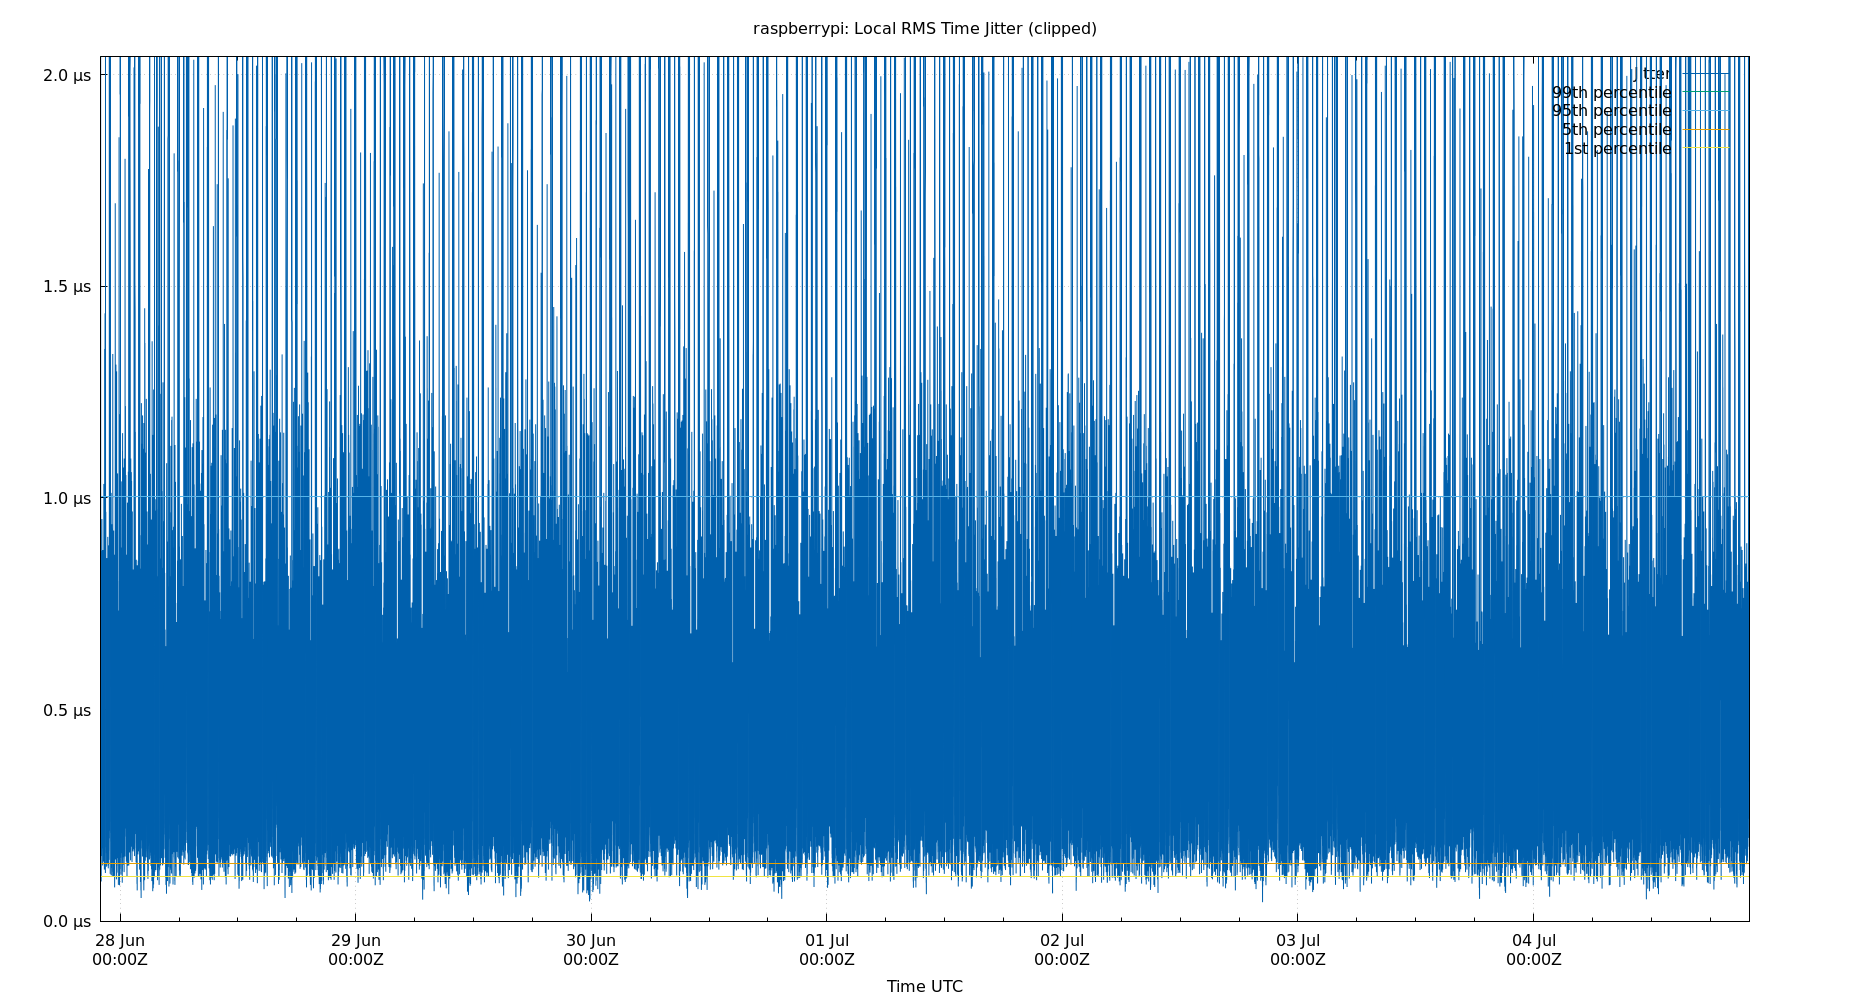 raspberrypi: Local RMS Time Jitter (clipped)
2.0 µs
1.5 µs
1.0 µs
0.5 µs
0.0 µs
Jitter
99th percentile
95th percentile
5th percentile
1st percentile
28 Jun
00:00Z
29 Jun
00:00Z
30 Jun
00:00Z
01 Jul
00:00Z
02 Jul
00:00Z
03 Jul
00:00Z
04 Jul
00:00Z
Time UTC